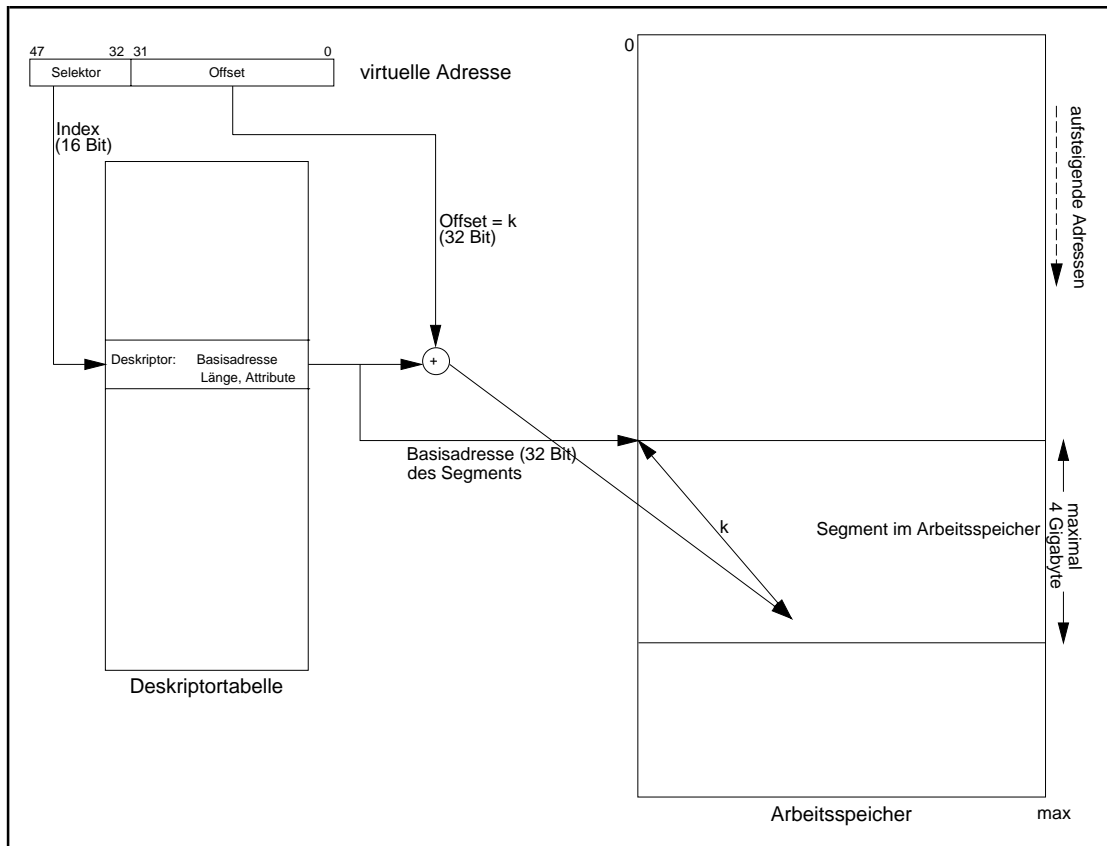 47 32 31 0
Selektor Offset
virtuelle Adresse
Index
(16 Bit)
Offset = k
(32 Bit)
Deskriptor: Basisadresse
Länge, Attribute
+
Basisadresse (32 Bit)
des Segments
Deskriptortabelle
0
aufsteigende Adressen
k
Segment im Arbeitsspeicher
maximal
4 Gigabyte
Arbeitsspeicher
max